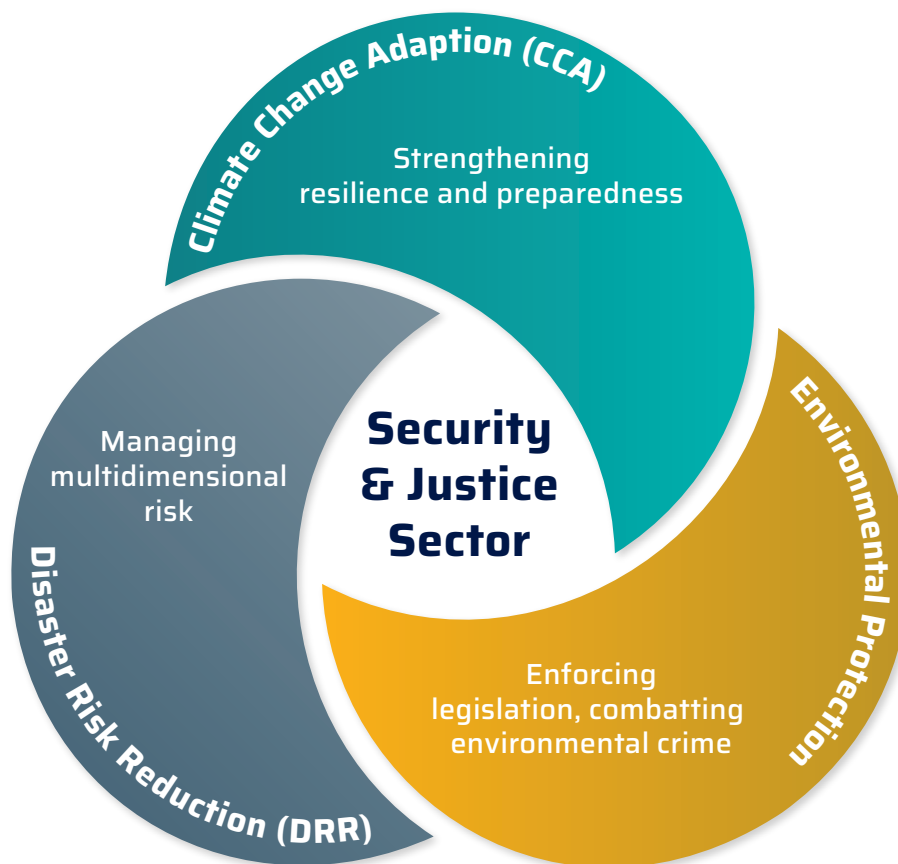 Climate Change Adaption (CCA)
Strengthening
resilience and preparedness
Security
& Justice
Sector
Managing
multidimensional
risk
Disaster Risk Reduction (DRR)
Environmental Protection
Enforcing
legislation, combatting
environmental crime